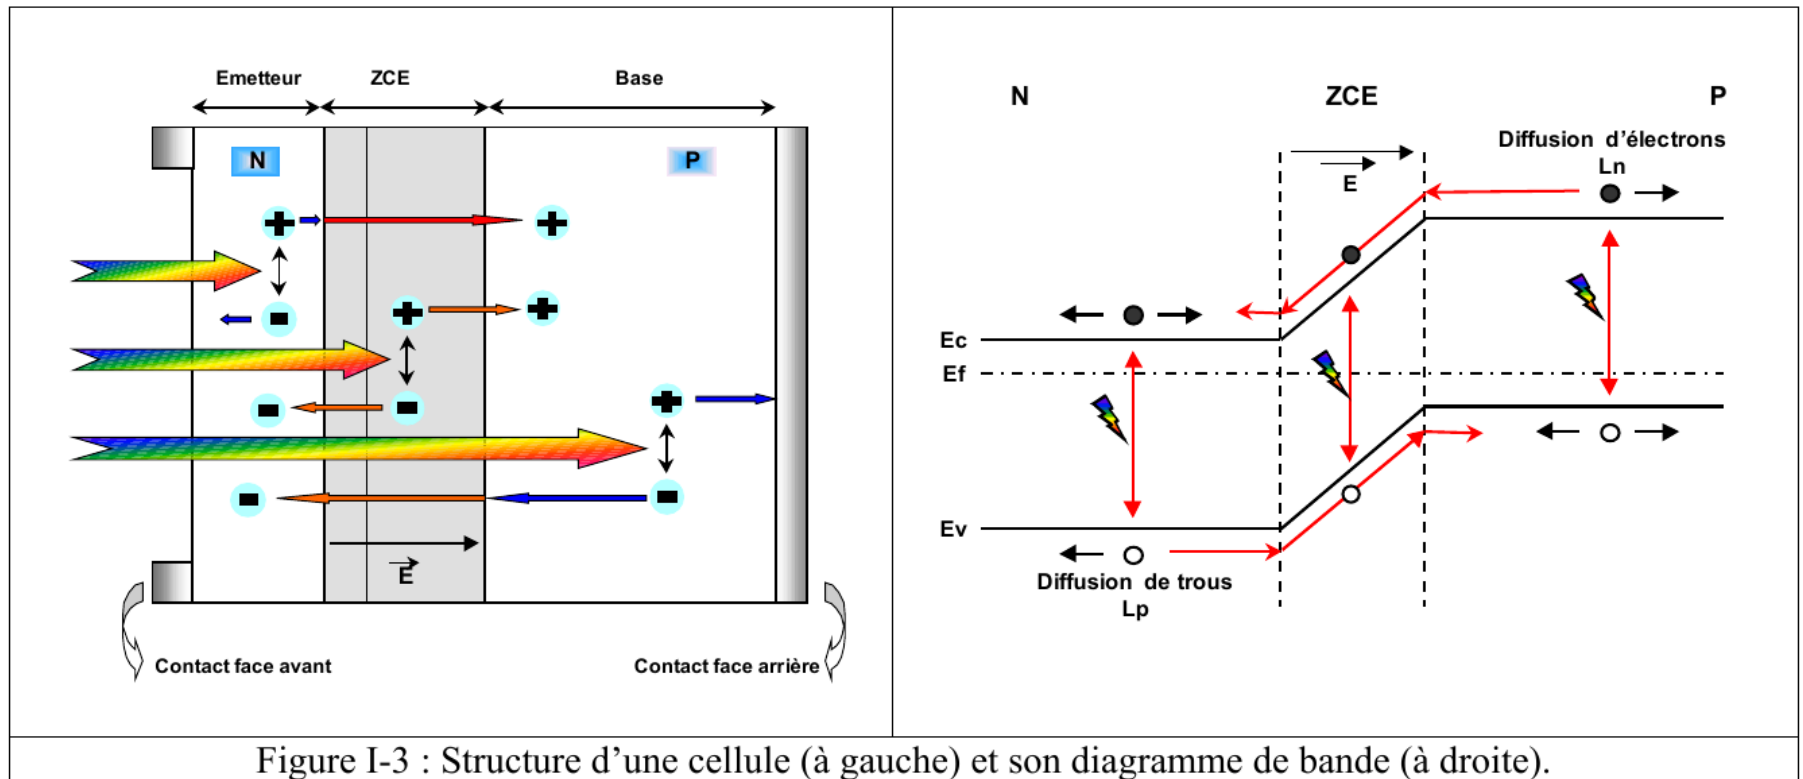 Emetteur ZCE Base
N P
E
Contact face avant Contact face arrière
N ZCE P
Diffusion d’électrons
Ln
E
Ec
Ef
Ev
Diffusion de trous
Lp
Figure I-3 : Structure d’une cellule (à gauche) et son diagramme de bande (à droite).